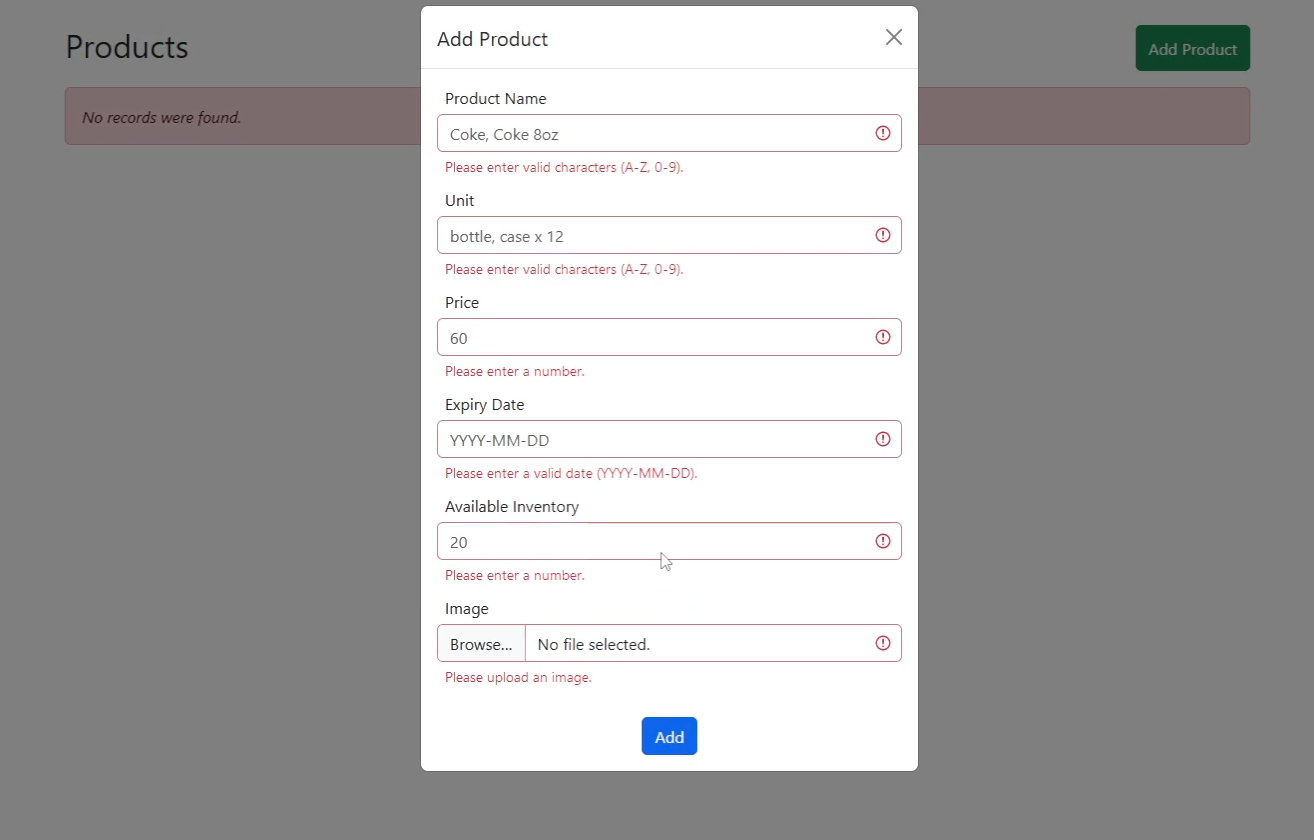 Products
Add Product
No records were found.
Add Product
Product Name
Coke, Coke 8oz
Please enter valid characters (A-Z, 0-9).
Unit
bottle, case x 12
Please enter valid characters (A-Z, 0-9).
Price
60
Please enter a number.
Expiry Date
YYYY-MM-DD
Please enter a valid date (YYYY-MM-DD).
Available Inventory
20
Please enter a number.
Image
Browse... No file selected.
Please upload an image.
Add